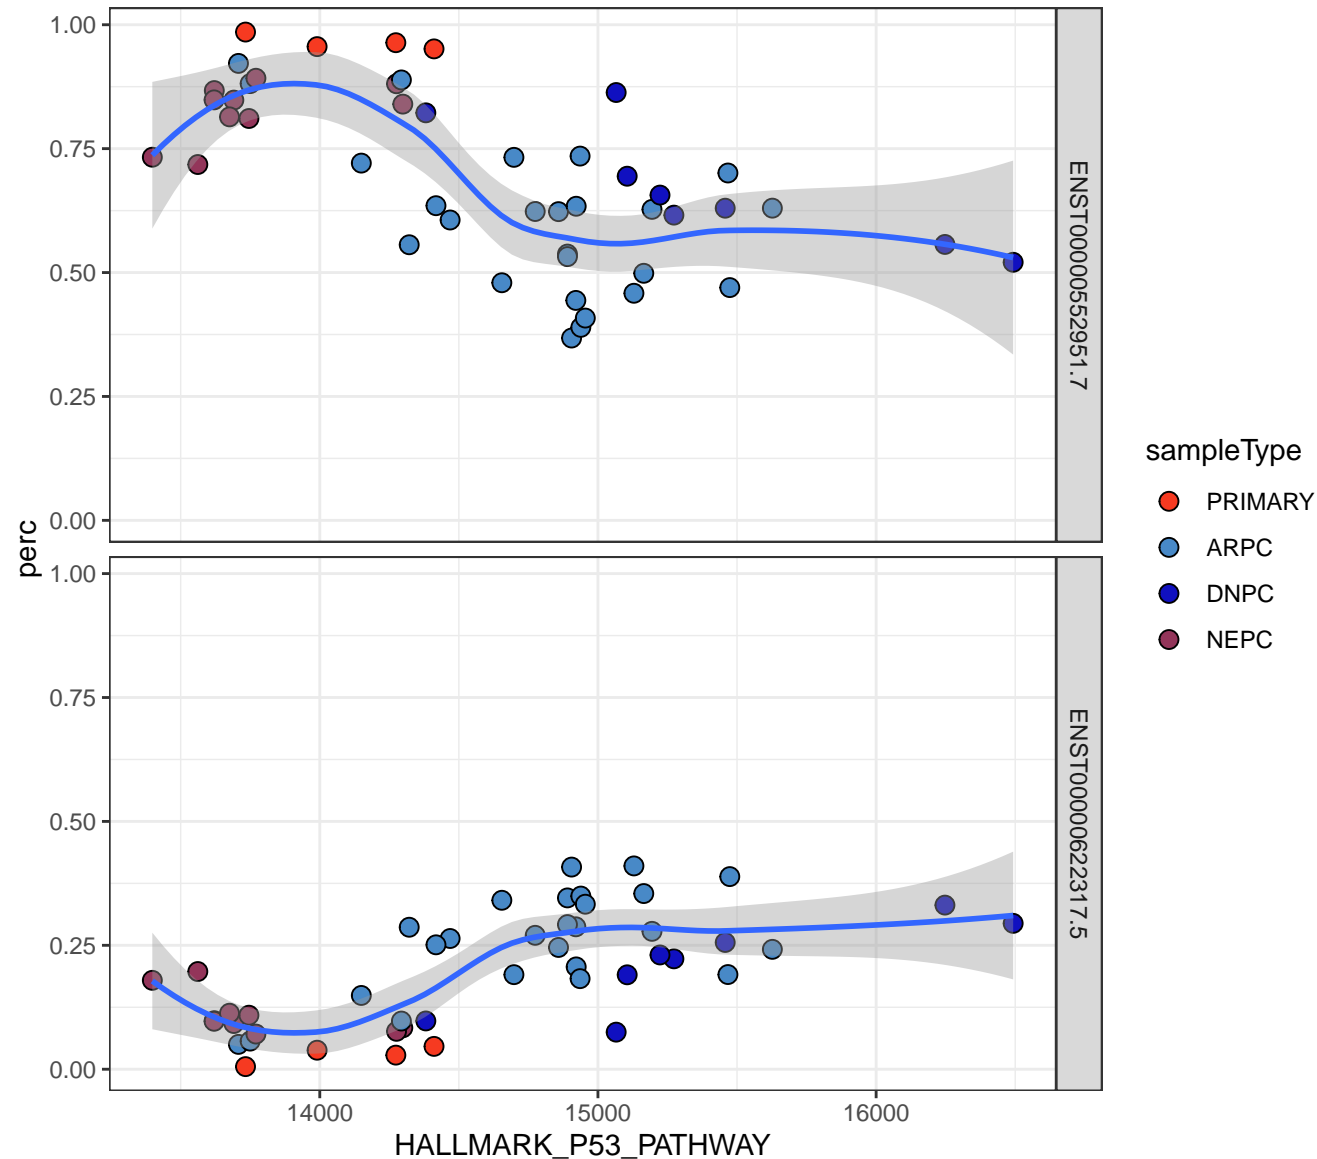 1.00
0.75
0.50
0.25
0.00
ENST00000552951.7
1.00
0.75
0.50
0.25
0.00
ENST00000622317.5
perc
14000
15000
16000
HALLMARK_P53_PATHWAY
sampleType
PRIMARY
ARPC
DNPC
NEPC